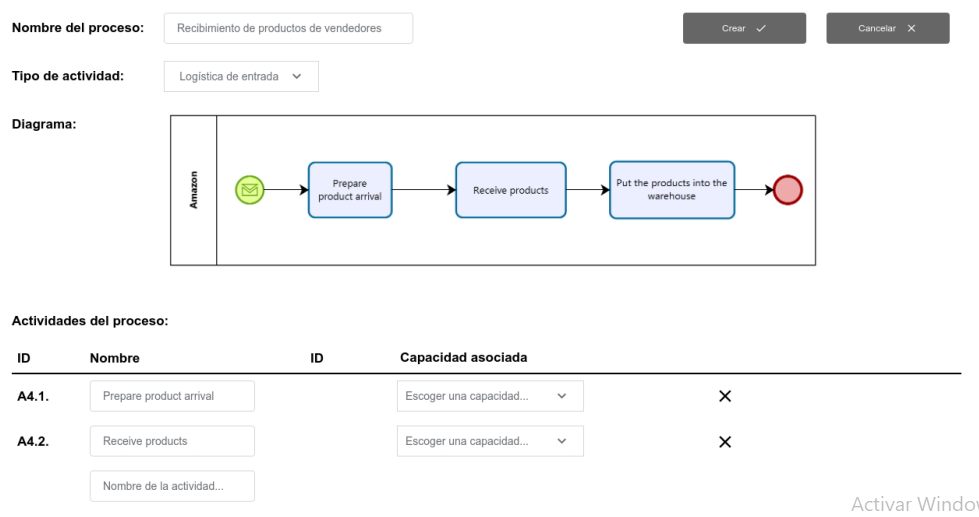 Nombre del proceso:
Recibimiento de productos de vendedores
Crear
Cancelar
Tipo de actividad:
Logística de entrada
Diagrama:
Amazon
Prepare
product arrival
Receive products
Put the products into the
warehouse
Actividades del proceso:
ID Nombre ID Capacidad asociada
A4.1. Prepare product arrival Escoger una capacidad...
A4.2. Receive products Escoger una capacidad...
Nombre de la actividad...
Activar Window